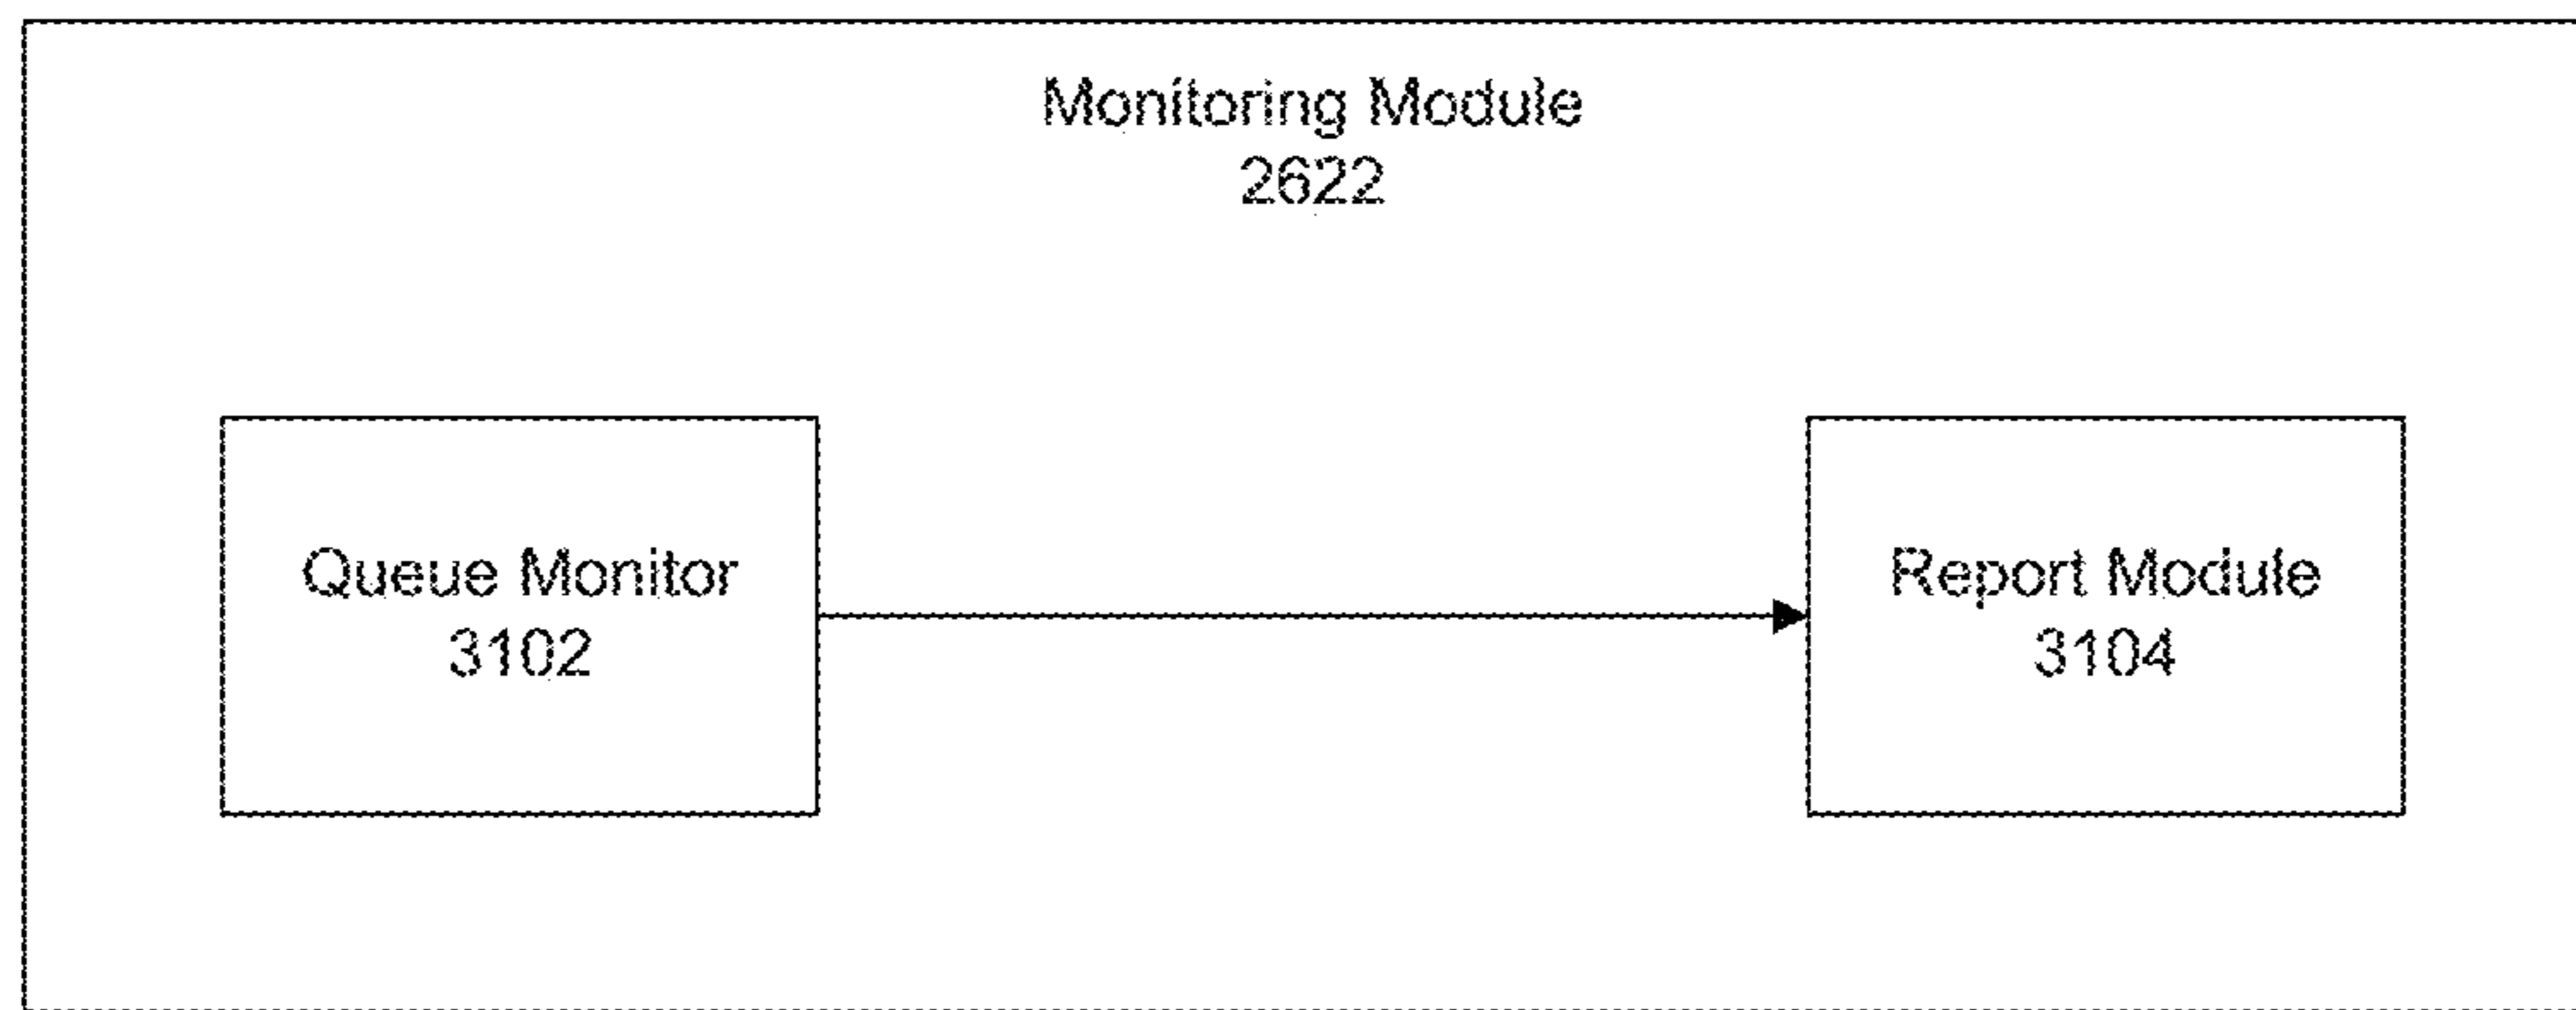 Monitoring Module
2622
Queue Monitor
3102
Report Module
3104